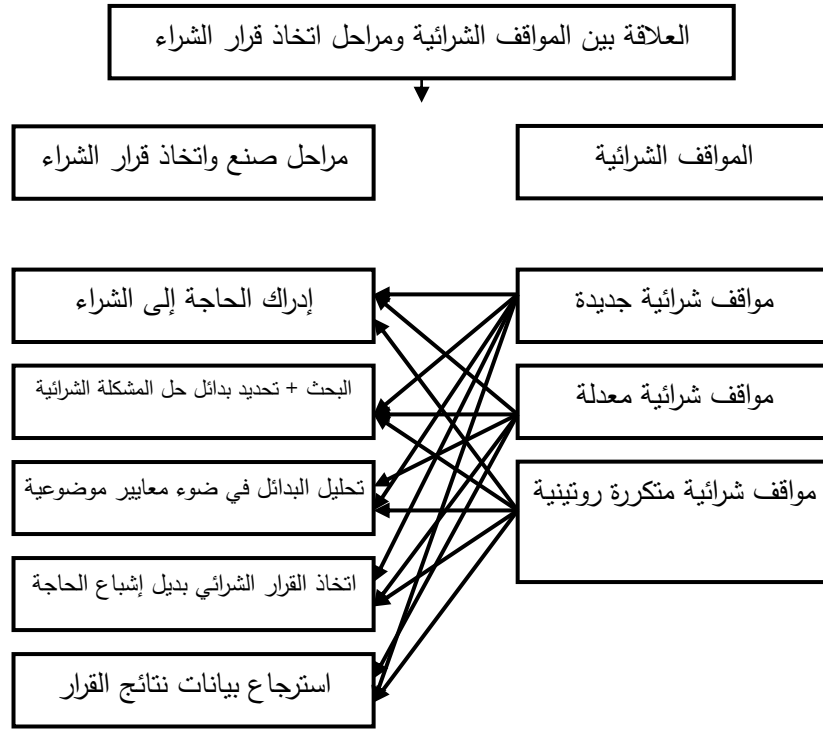 العلاقة بين المواقف الشرائية ومراحل اتخاذ قرار الشراء
المواقف الشرائية
مراحل صنع واتخاذ قرار الشراء
مواقف شرائية جديدة
إدراك الحاجة إلى الشراء
مواقف شرائية معدلة
البحث + تحديد بدائل حل المشكلة الشرائية
مواقف شرائية متكررة روتينية
تحليل البدائل في ضوء معايير موضوعية
اتخاذ القرار الشرائي بديل إشباع الحاجة
استرجاع بيانات نتائج القرار